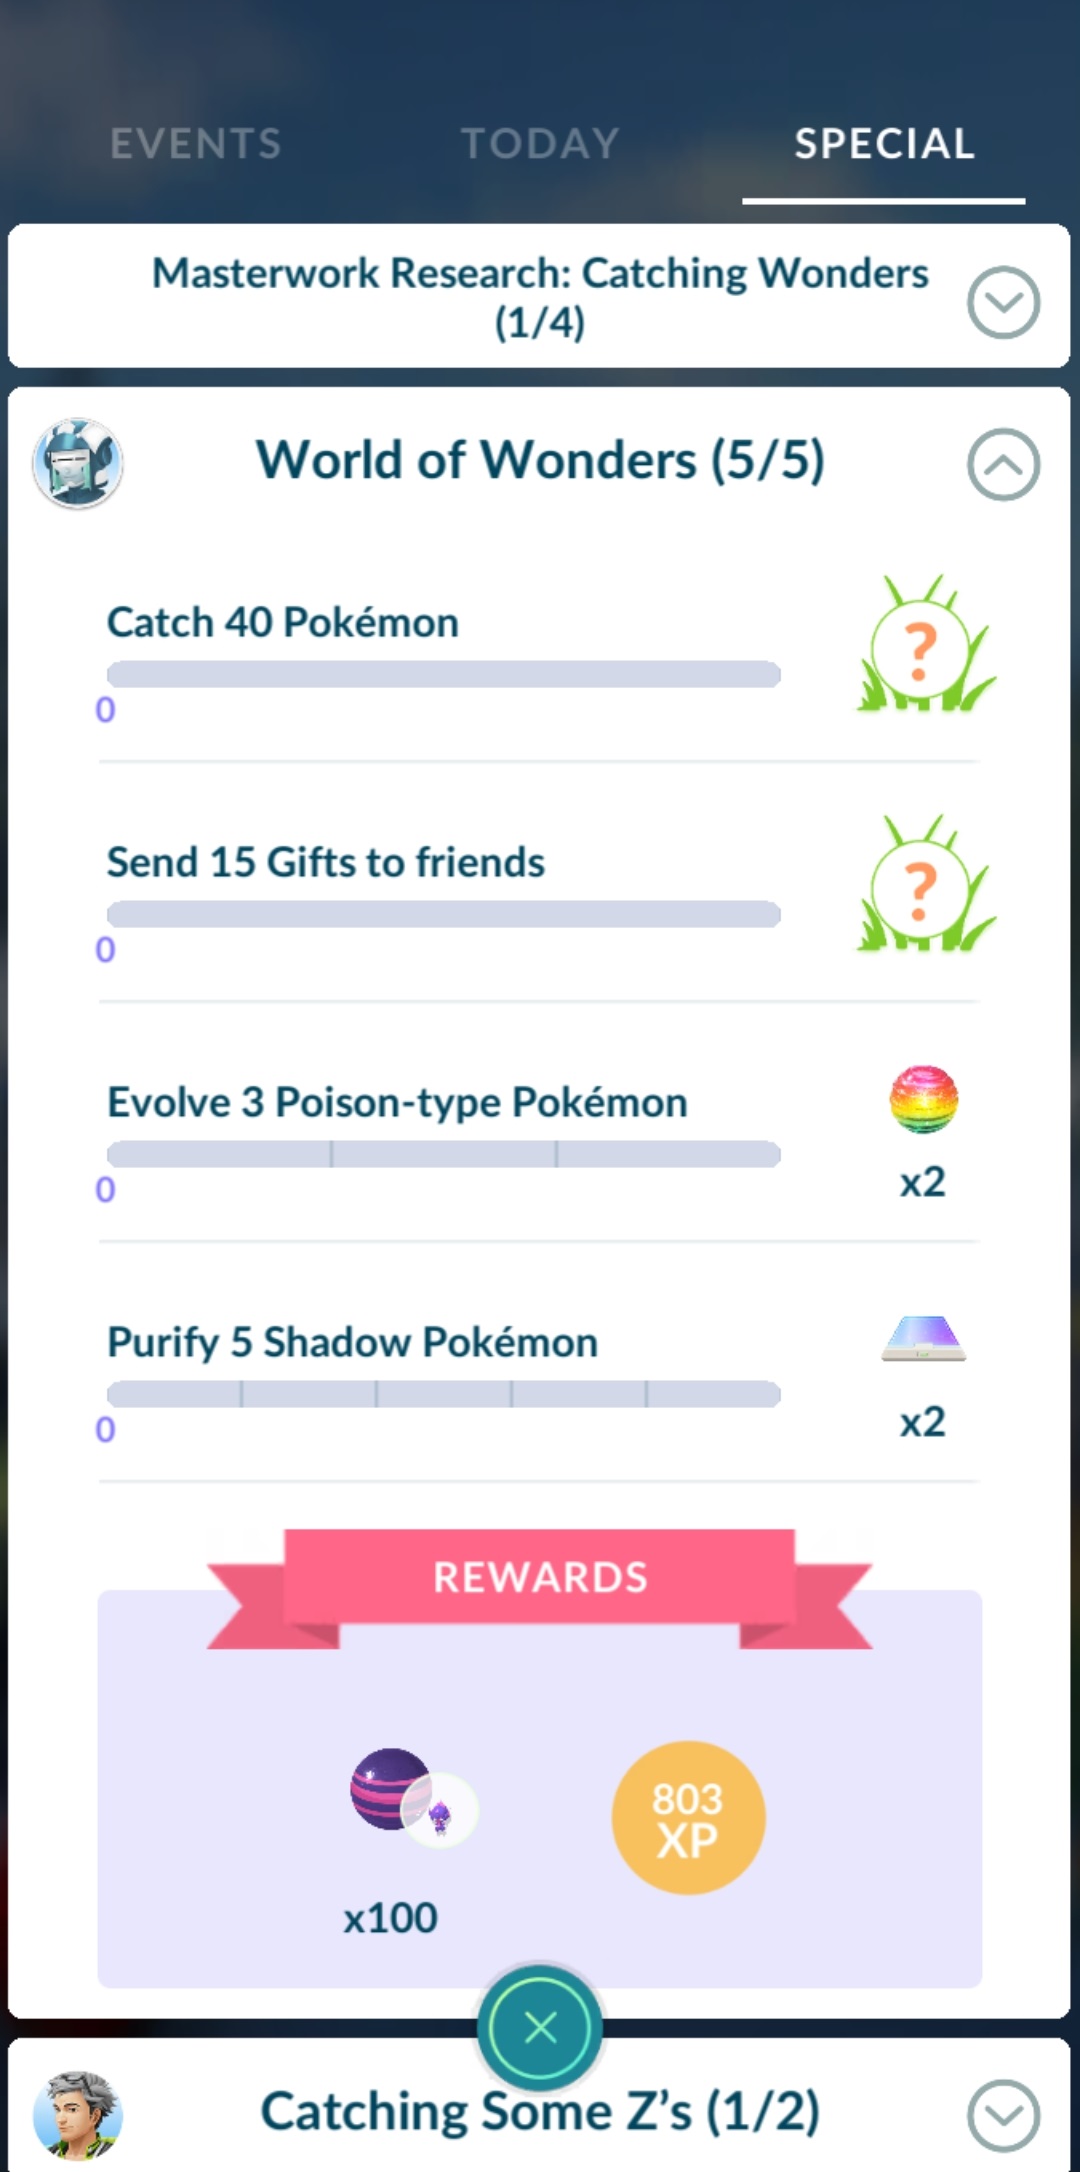 EVENTS
TODAY
SPECIAL
Masterwork Research: Catching Wonders
(1/4)
World of Wonders (5/5)
Catch 40 Pokémon
?
0
Send 15 Gifts to friends
?
0
Evolve 3 Poison-type Pokémon
0
x2
Purify 5 Shadow Pokémon
0
x2
REWARDS
803
XP
x100
Catching Some Z's (1/2)